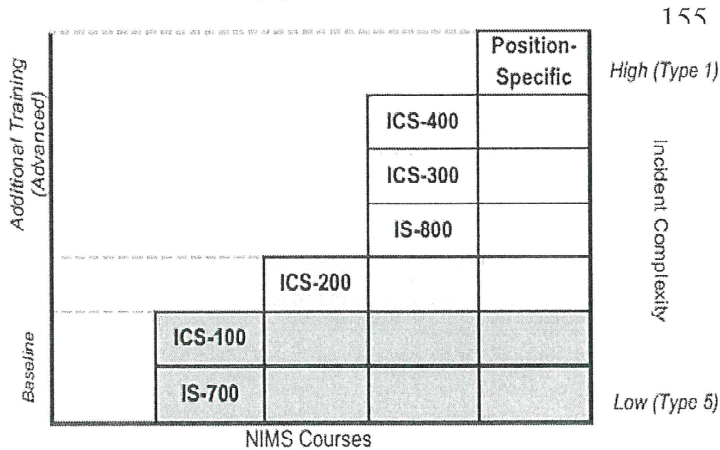 155
Position-
Specific
High (Type 1)
Additional Training
(Advanced)
ICS-400
ICS-300
IS-800
Incident Complexity
ICS-200
ICS-100
Baseline
IS-700
Low (Type 5)
NIMS Courses